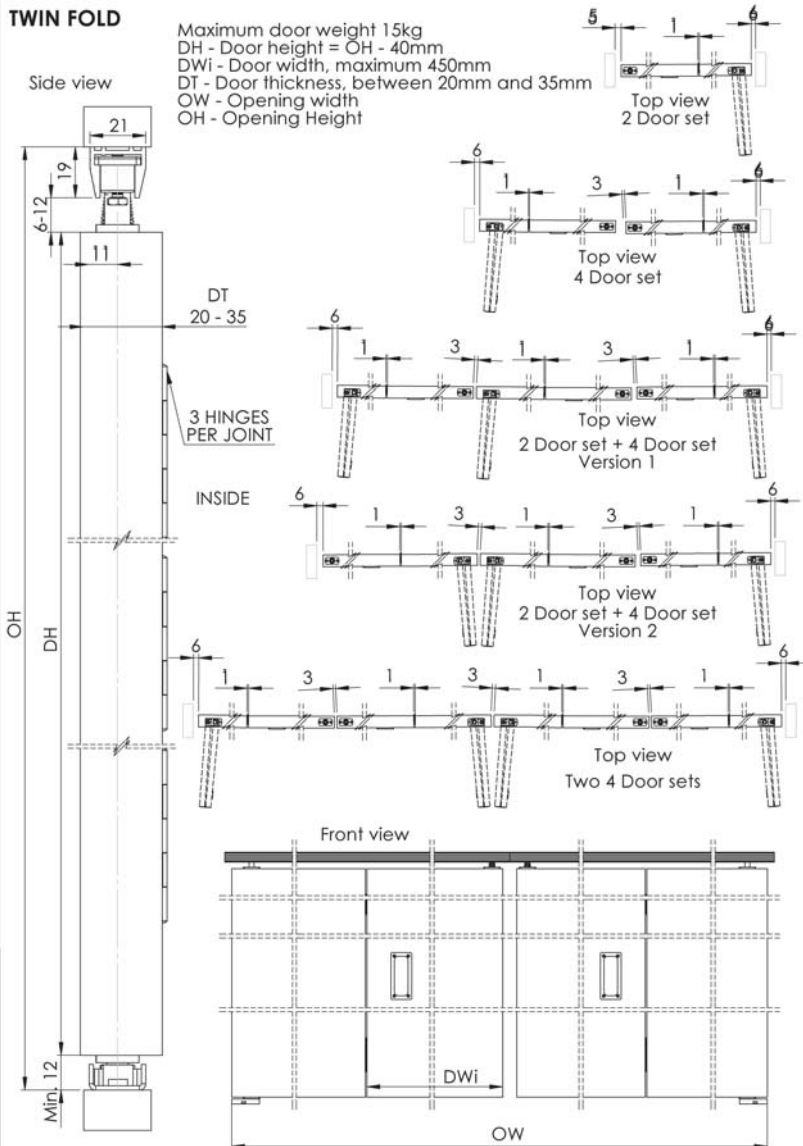 TWIN FOLD
Maximum door weight 15kg
DH - Door height = OH - 40mm
DWi - Door width, maximum 450mm
DT - Door thickness, between 20mm and 35mm
OW - Opening width
OH - Opening Height
Side view
21
19
6-12
11
DT
20 - 35
3 HINGES
PER JOINT
INSIDE
OH
DH
Min. 12
5 1 6
Top view
2 Door set
6 1 3 1 6
Top view
4 Door set
6 1 3 1 3 1 6
Top view
2 Door set + 4 Door set
Version 1
6 1 3 1 3 1 6
Top view
2 Door set + 4 Door set
Version 2
6 1 3 1 3 1 3 1 6
Top view
Two 4 Door sets
Front view
DWi
OW